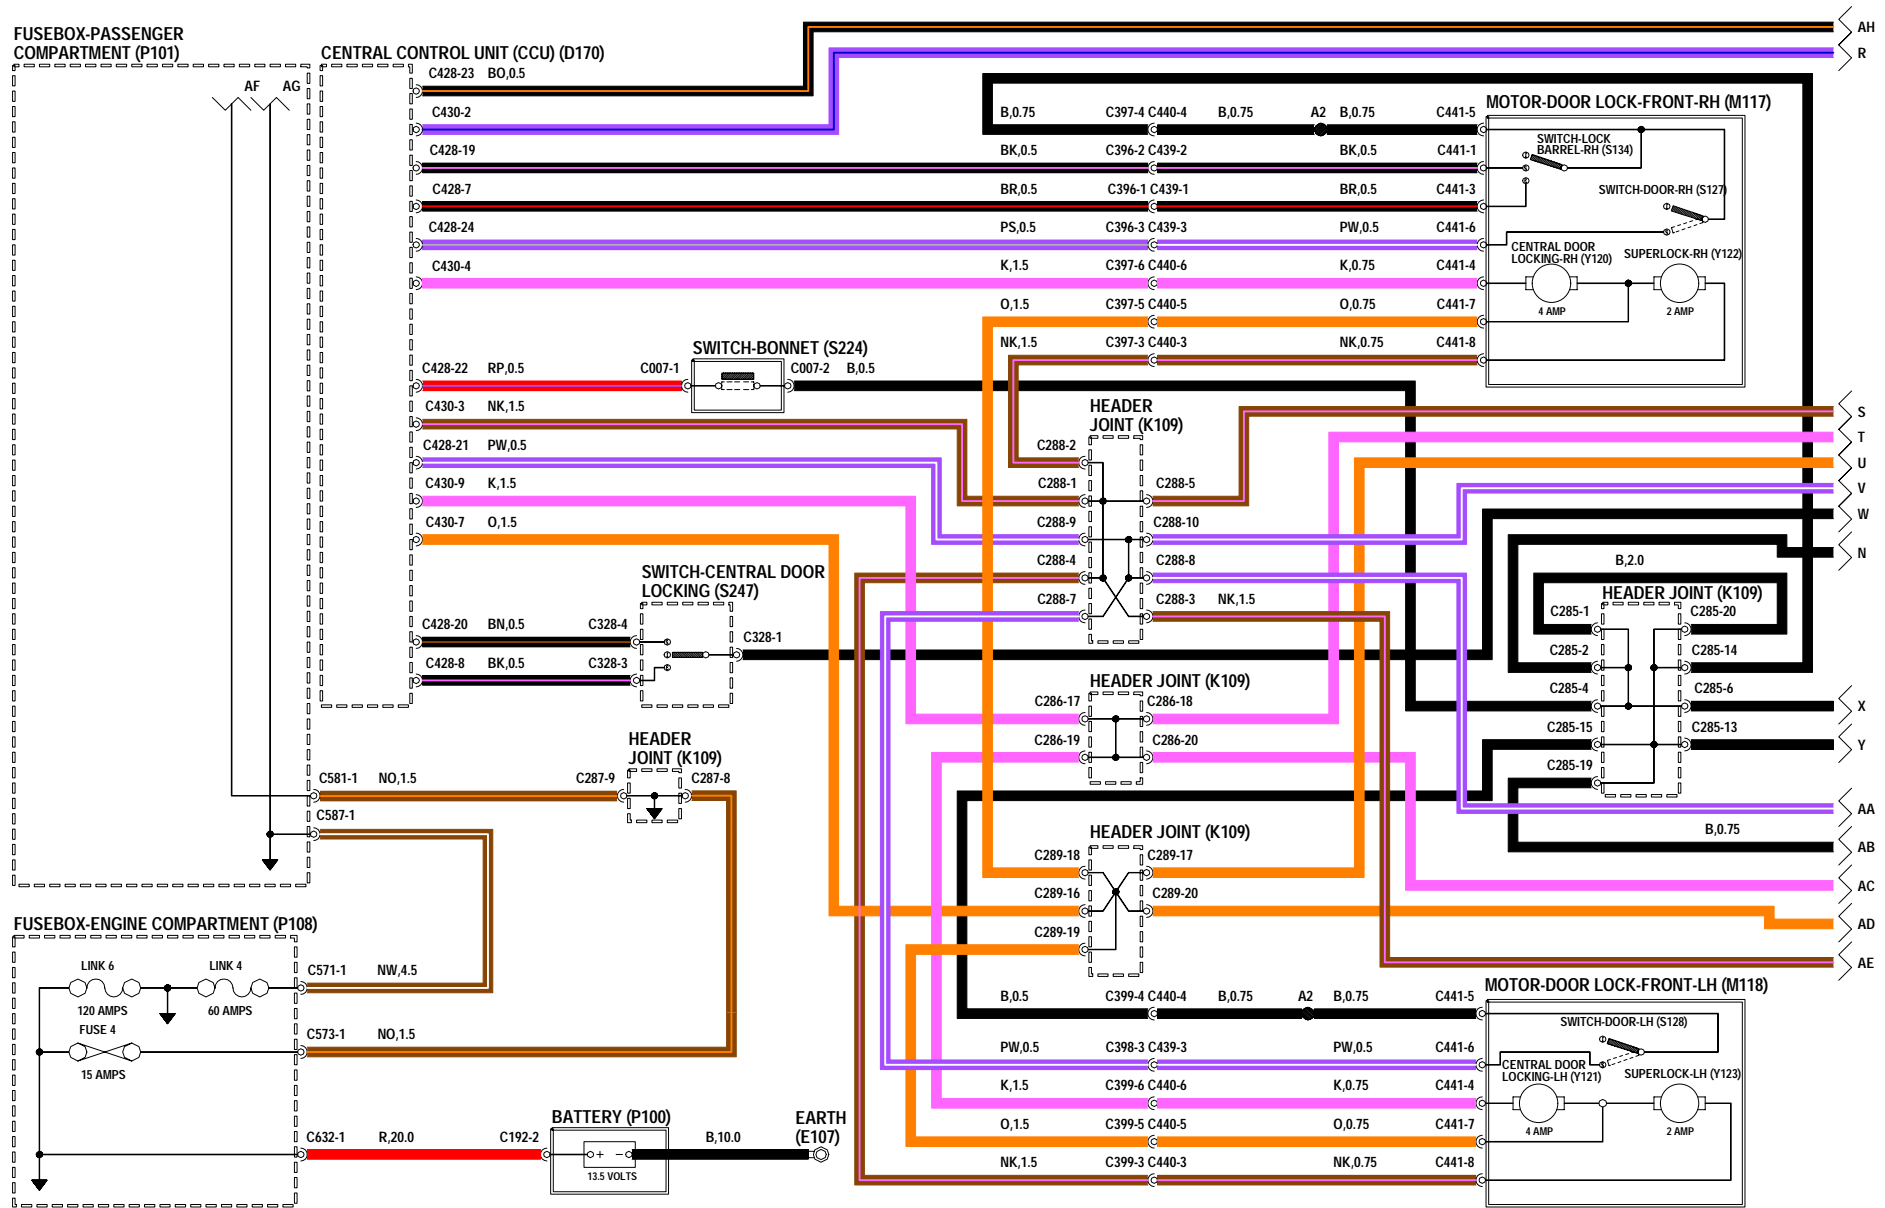 FUSEBOX-PASSENGER
COMPARTMENT (P101)
AF AG
CENTRAL CONTROL UNIT (CCU) (D170)
C428-23 BO,0.5
C430-2
C428-19
C428-7
C428-24
C430-4
C428-22 RP,0.5
C430-3 NK,1.5
C428-21 PW,0.5
C430-9 K,1.5
C430-7 O,1.5
C428-20 BN,0.5 C328-4
C428-8 BK,0.5 C328-3
SWITCH-BONNET (S224)
C007-1 C007-2 B,0.5
SWITCH-CENTRAL DOOR
LOCKING (S247)
C328-1
AH
R
B,0.75 C397-4 C440-4 B,0.75 A2 B,0.75 C441-5
BK,0.5 C396-2 C439-2 BK,0.5 C441-1
BR,0.5 C396-1 C439-1 BR,0.5 C441-3
PS,0.5 C396-3 C439-3 PW,0.5 C441-6
K,1.5 C397-6 C440-6 K,0.75 C441-4
O,1.5 C397-5 C440-5 O,0.75 C441-7
NK,1.5 C397-3 C440-3 NK,0.75 C441-8
MOTOR-DOOR LOCK-FRONT-RH (M117)
SWITCH-LOCK
BARREL-RH (S134)
SWITCH-DOOR-RH (S127)
CENTRAL DOOR
LOCKING-RH (Y120)
SUPERLOCK-RH (Y122)
4 AMP 2 AMP
HEADER
JOINT (K109)
C288-2
C288-1 C288-5
C288-9 C288-10
C288-4 C288-8
C288-7 C288-3 NK,1.5
S
T
U
V
W
N
B,2.0
HEADER JOINT (K109)
C285-1 C285-20
C285-2 C285-14
C285-4 C285-6
C285-15 C285-13
C285-19
X
Y
AA
B,0.75
AB
AC
AD
AE
HEADER JOINT (K109)
C286-17 C286-18
C286-19 C286-20
HEADER JOINT (K109)
C289-18 C289-17
C289-16 C289-20
C289-19
HEADER
JOINT (K109)
C581-1 NO,1.5 C287-9 C287-8
C587-1
FUSEBOX-ENGINE COMPARTMENT (P108)
LINK 6 LINK 4
120 AMPS 60 AMPS
C571-1 NW,4.5
FUSE 4
15 AMPS
C573-1 NO,1.5
C632-1 R,20.0 C192-2
BATTERY (P100)
+ −
13.5 VOLTS
B,10.0
EARTH
(E107)
MOTOR-DOOR LOCK-FRONT-LH (M118)
B,0.5 C399-4 C440-4 B,0.75 A2 B,0.75 C441-5
PW,0.5 C398-3 C439-3 PW,0.5 C441-6
K,1.5 C399-6 C440-6 K,0.75 C441-4
O,1.5 C399-5 C440-5 O,0.75 C441-7
NK,1.5 C399-3 C440-3 NK,0.75 C441-8
SWITCH-DOOR-LH (S128)
CENTRAL DOOR
LOCKING-LH (Y121)
SUPERLOCK-LH (Y123)
4 AMP 2 AMP